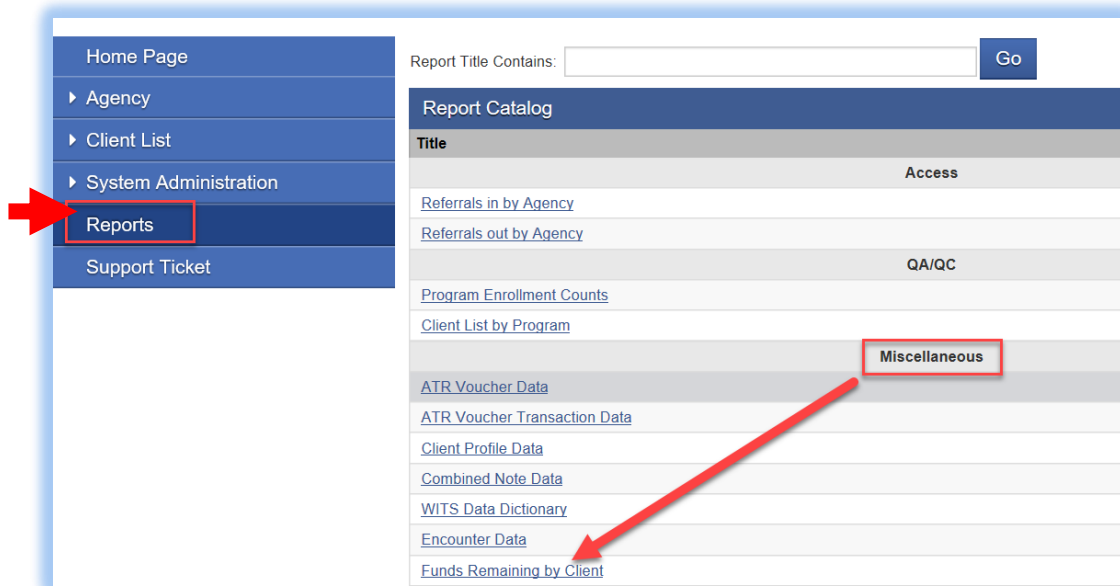 Home Page
Agency
Client List
System Administration
Reports
Support Ticket
Report Title Contains:
Go
Report Catalog
Title
Access
Referrals in by Agency
Referrals out by Agency
QA/QC
Program Enrollment Counts
Client List by Program
Miscellaneous
ATR Voucher Data
ATR Voucher Transaction Data
Client Profile Data
Combined Note Data
WITS Data Dictionary
Encounter Data
Funds Remaining by Client